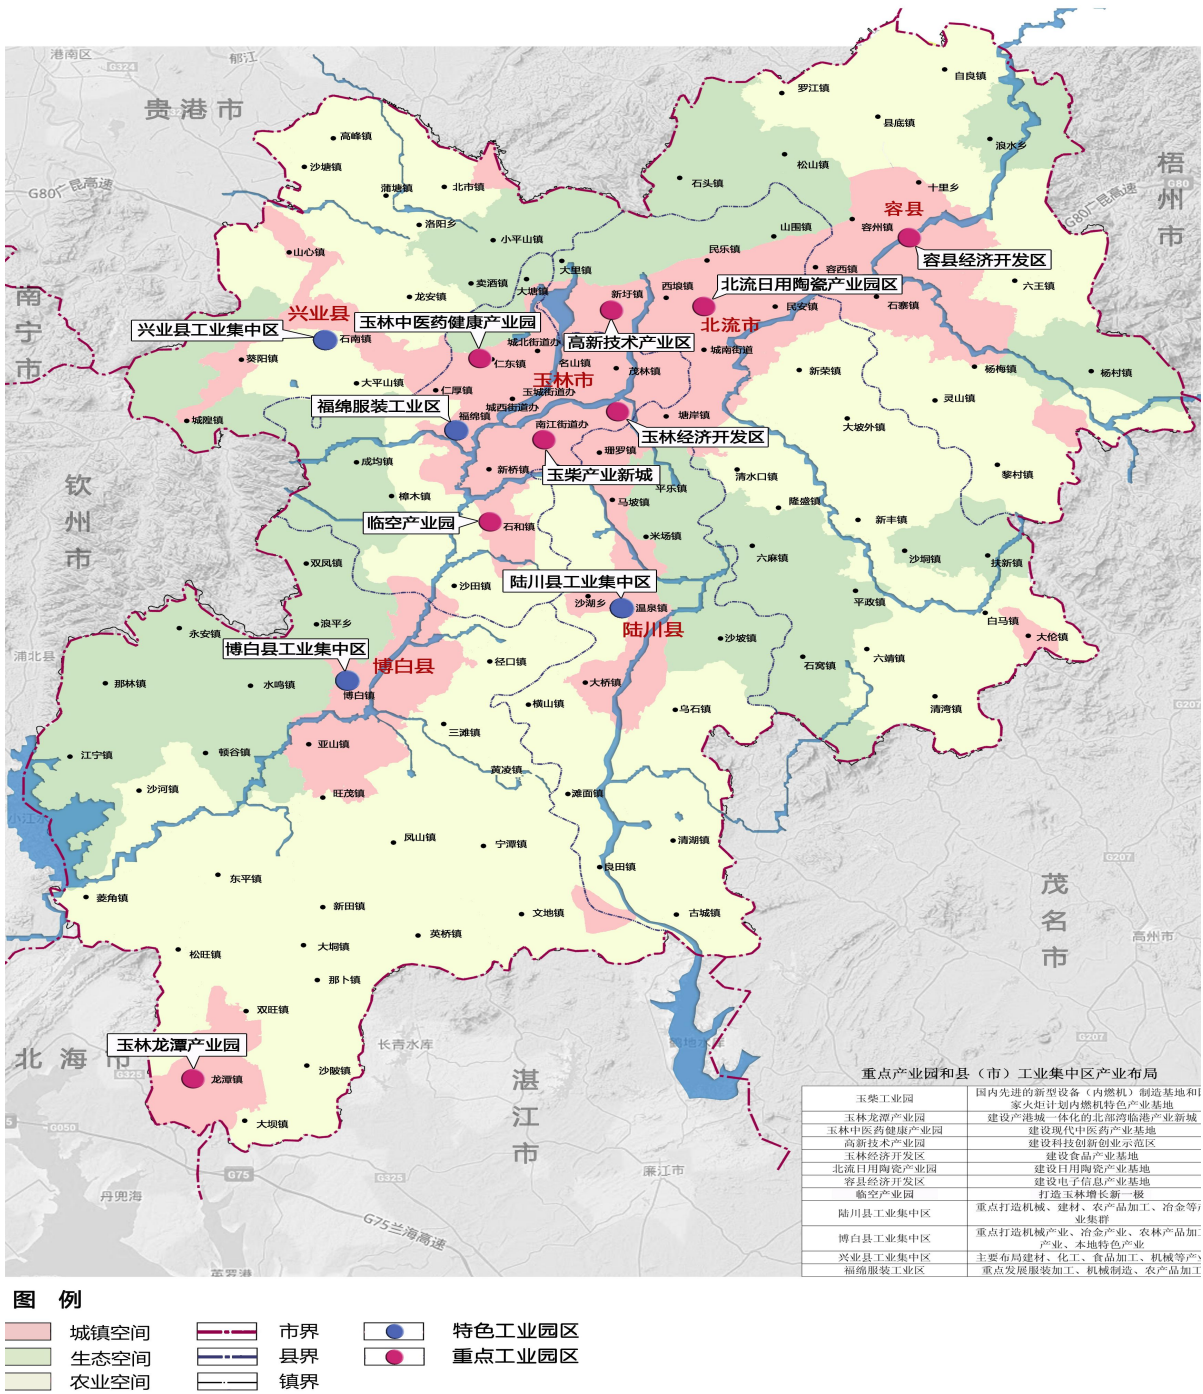 港南区
G324
郁江
贵港市
自良镇
罗江镇
县底镇
高峰镇
浪水乡
松山镇
沙塘镇
梧州市
石头镇
北市镇
蒲塘镇
十里乡
G80广昆高速
G80
G80广昆高速
容县
容州镇
洛阳乡
山围镇
小平山镇
民乐镇
山心镇
容县经济开发区
大里镇
容西镇
六王镇
卖酒镇
大塘镇
北流日用陶瓷产业园区
西埌镇
新圩镇
龙安镇
石寨镇
民安镇
南宁市
兴业县
玉林中医药健康产业园
北流市
兴业县工业集中区
石南镇
城北街道办
高新技术产业区
城南街道
葵阳镇
仁东镇
名山镇
茂林镇
新荣镇
杨梅镇
杨村镇
大平山镇
玉林市
仁厚镇
玉城街道办
灵山镇
福绵服装工业区
城西街道办
福绵镇
塘岸镇
城隍镇
南江街道办
大坡外镇
玉林经济开发区
珊罗镇
成均镇
新桥镇
玉柴产业新城
清水口镇
黎村镇
平乐镇
钦州市
樟木镇
马坡镇
隆盛镇
临空产业园
石和镇
新丰镇
米场镇
六麻镇
沙垌镇
扶新镇
双凤镇
陆川县工业集中区
沙田镇
沙湖乡
温泉镇
平政镇
白马镇
浪平乡
永安镇
陆川县
大伦镇
沙坡镇
博白县工业集中区
浦北县
博白县
径口镇
石窝镇
六靖镇
那林镇
水鸣镇
博白镇
大桥镇
横山镇
乌石镇
清湾镇
G207
三滩镇
亚山镇
顿谷镇
江宁镇
黄凌镇
沙河镇
旺茂镇
滩面镇
凤山镇
宁潭镇
清湖镇
G207
良田镇
东平镇
茂名市
菱角镇
新田镇
文地镇
古城镇
英桥镇
高州市
松旺镇
大垌镇
那卜镇
双旺镇
G207
北海市
玉林龙潭产业园
长青水库
鹤地水库
沙陂镇
G325
龙潭镇
湛江市
大坝镇
G050
G75
G325
廉江市
丹兜海
G75兰海高速
英罗港
重点产业园和县（市）工业集中区产业布局
玉柴工业园 国内先进的新型设备（内燃机）制造基地和国
家火炬计划内燃机特色产业基地
玉林龙潭产业园 建设产港城一体化的北部湾临港产业新城
玉林中医药健康产业园 建设现代中医药产业基地
高新技术产业园 建设科技创新创业示范区
玉林经济开发区 建设食品产业基地
北流日用陶瓷产业园 建设日用陶瓷产业基地
容县经济开发区 建设电子信息产业基地
临空产业园 打造玉林增长新一极
陆川县工业集中区 重点打造机械、建材、农产品加工、冶金等产
业集群
博白县工业集中区 重点打造机械产业、冶金产业、农林产品加工
产业、本地特色产业
兴业县工业集中区 主要布局建材、化工、食品加工、机械等产业
福绵服装工业区 重点发展服装加工、机械制造、农产品加工
图 例
城镇空间 市界 特色工业园区
生态空间 县界 重点工业园区
农业空间 镇界